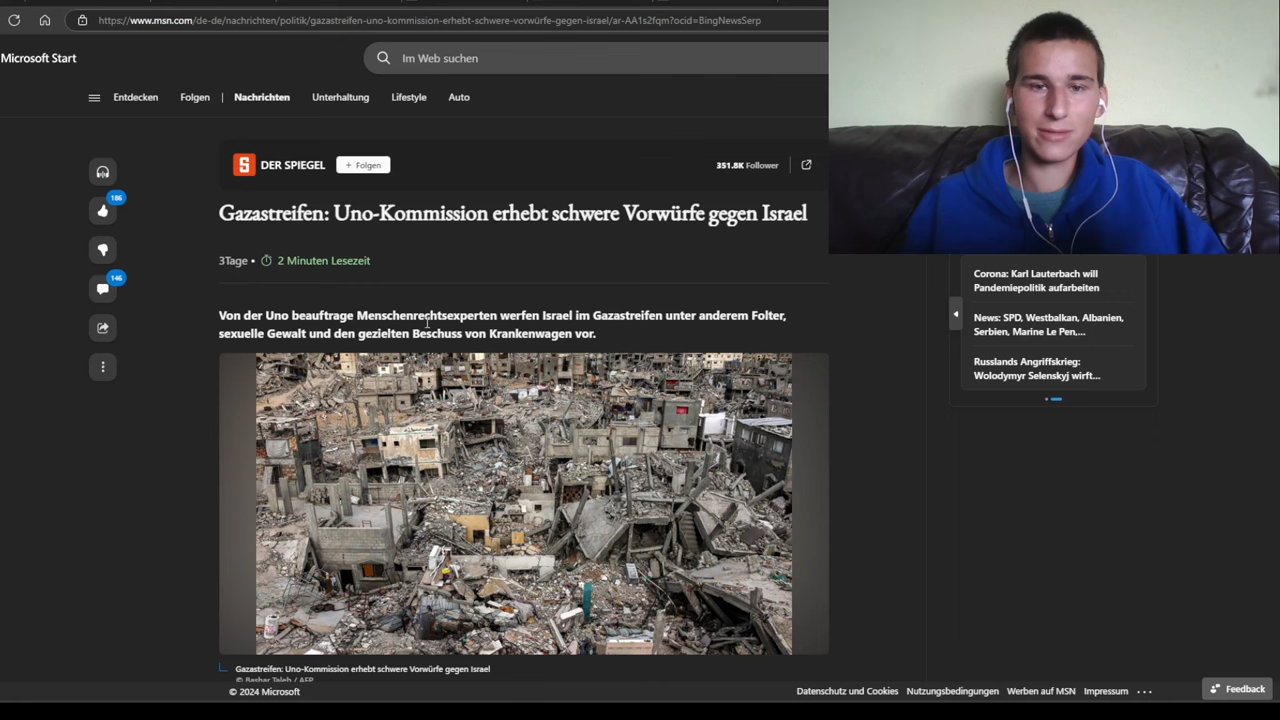 https://www.msn.com/de-de/nachrichten/politik/gazastreifen-uno-kommission-erhebt-schwere-vorwürfe-gegen-israel/ar-AA1s2fqm?ocid=BingNewsSerp
Microsoft Start
Im Web suchen
Entdecken
Folgen
Nachrichten
Unterhaltung
Lifestyle
Auto
S DER SPIEGEL
+ Folgen
351.8K Follower
186
146
Gazastreifen: Uno-Kommission erhebt schwere Vorwürfe gegen Israel
3Tage • 2 Minuten Lesezeit
Von der Uno beauftrage Menschenrechtsexperten werfen Israel im Gazastreifen unter anderem Folter,
sexuelle Gewalt und den gezielten Beschuss von Krankenwagen vor.
Corona: Karl Lauterbach will
Pandemiepolitik aufarbeiten
News: SPD, Westbalkan, Albanien,
Serbien, Marine Le Pen,...
Russlands Angriffskrieg:
Wolodymyr Selenskyj wirft...
Gazastreifen: Uno-Kommission erhebt schwere Vorwürfe gegen Israel
© Bashar Taleb / AFP
© 2024 Microsoft
Datenschutz und Cookies
Nutzungsbedingungen
Werben auf MSN
Impressum
...
Feedback